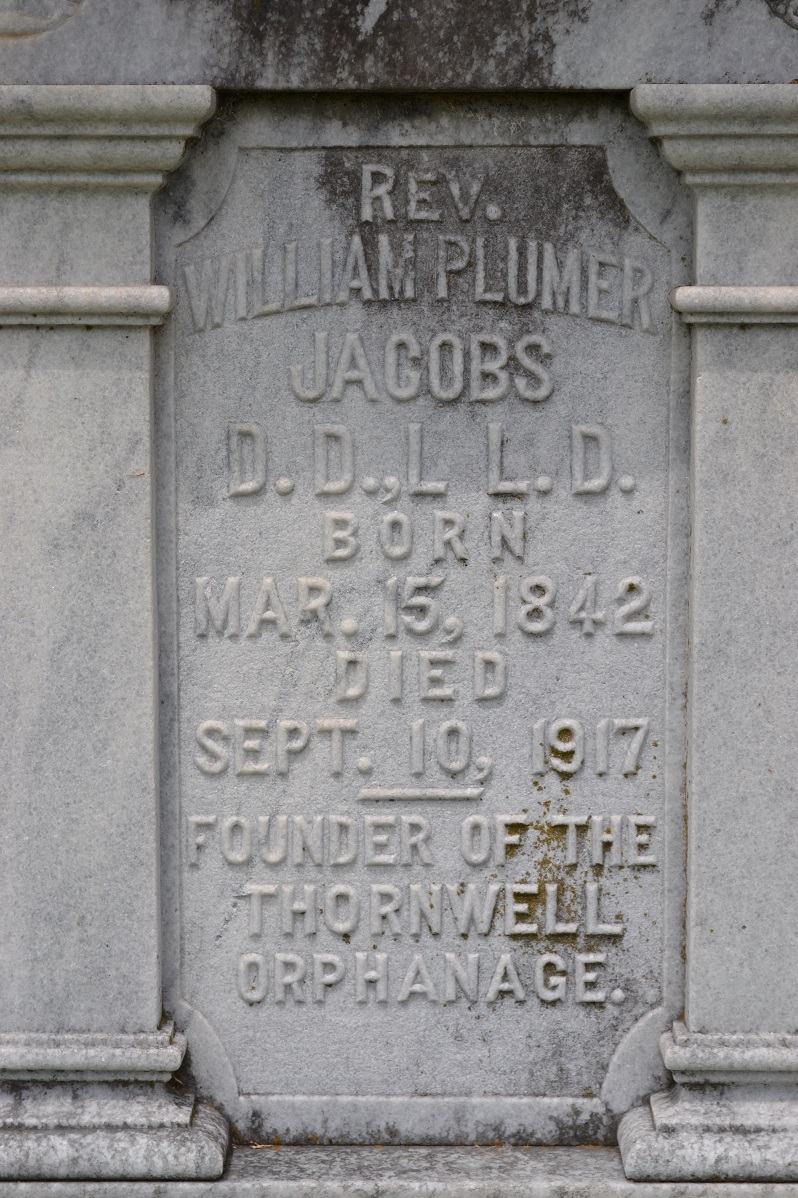 REV.
WILLIAM PLUMER
JACOBS
D. D., L L. D.
BORN
MAR. 15, 1842
DIED
SEPT. 10, 1917
FOUNDER OF THE
THORNWELL
ORPHANAGE.